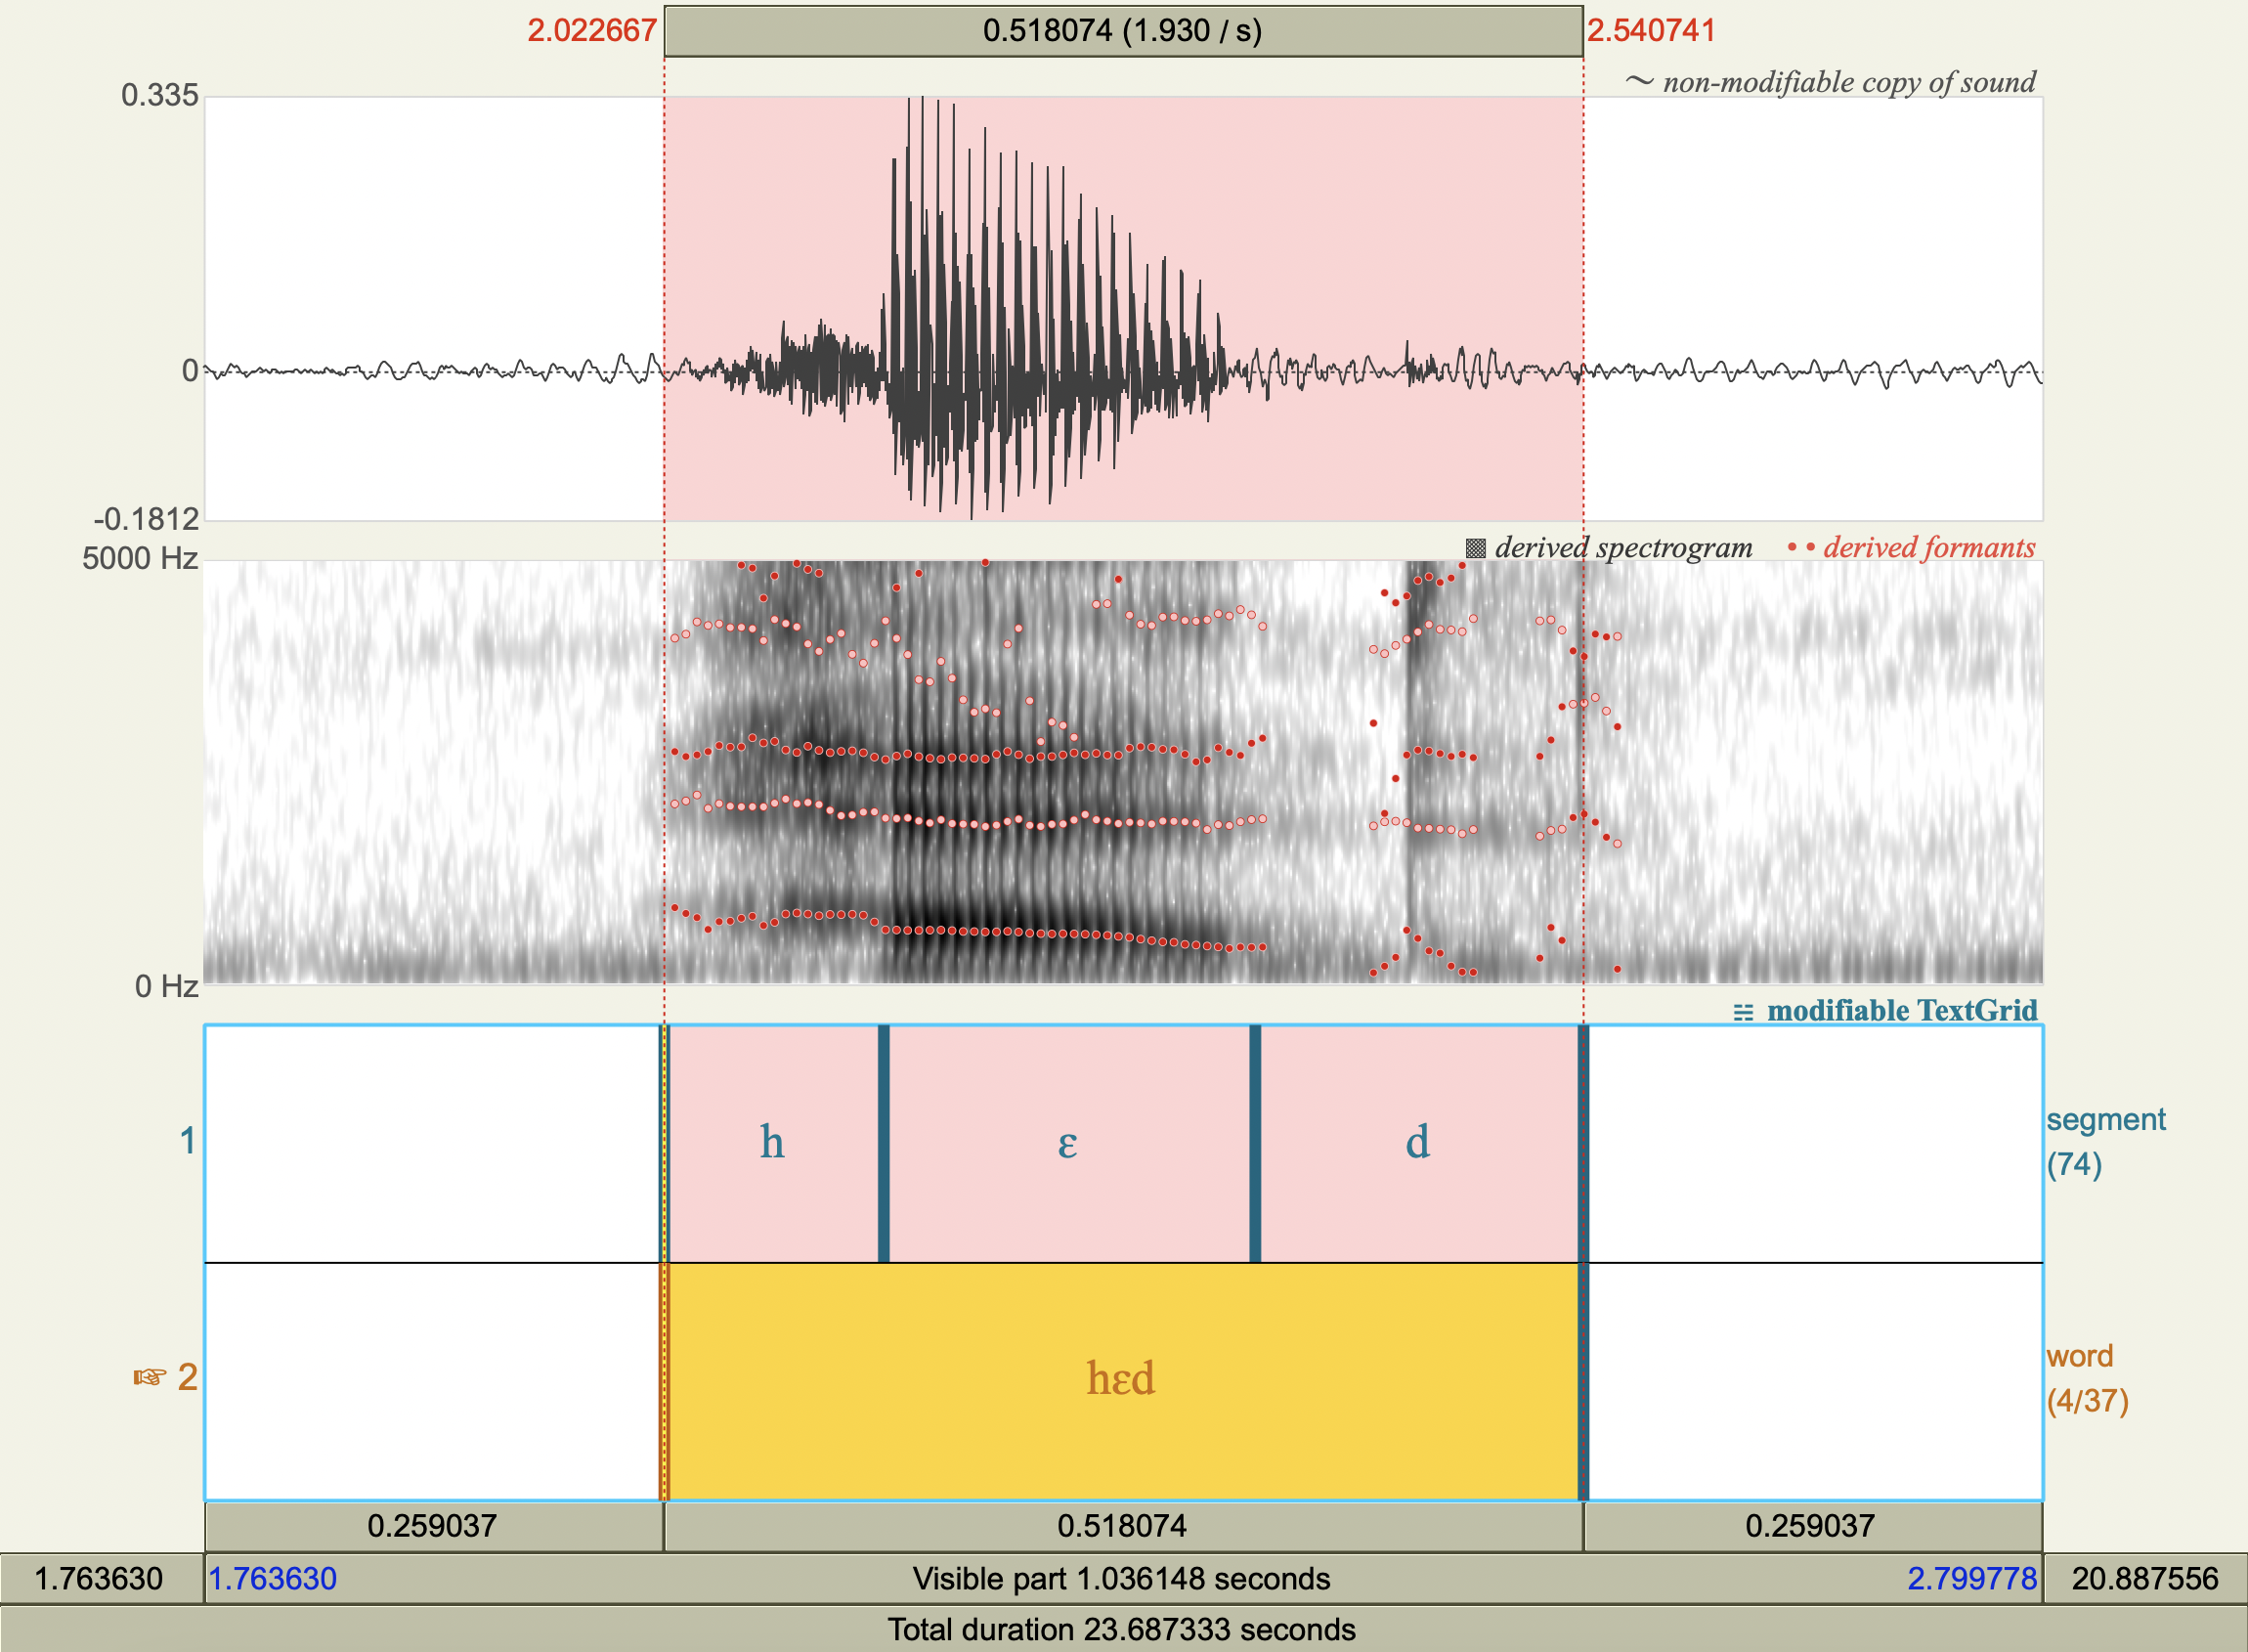 2.022667 0.518074 (1.930 / s) 2.540741
~ non-modifiable copy of sound
0.335
0
-0.1812
derived spectrogram •• derived formants
5000 Hz
0 Hz
modifiable TextGrid
1 h ɛ d segment
(74)
☞ 2 hɛd word
(4/37)
0.259037 0.518074 0.259037
1.763630 1.763630 Visible part 1.036148 seconds 2.799778 20.887556
Total duration 23.687333 seconds